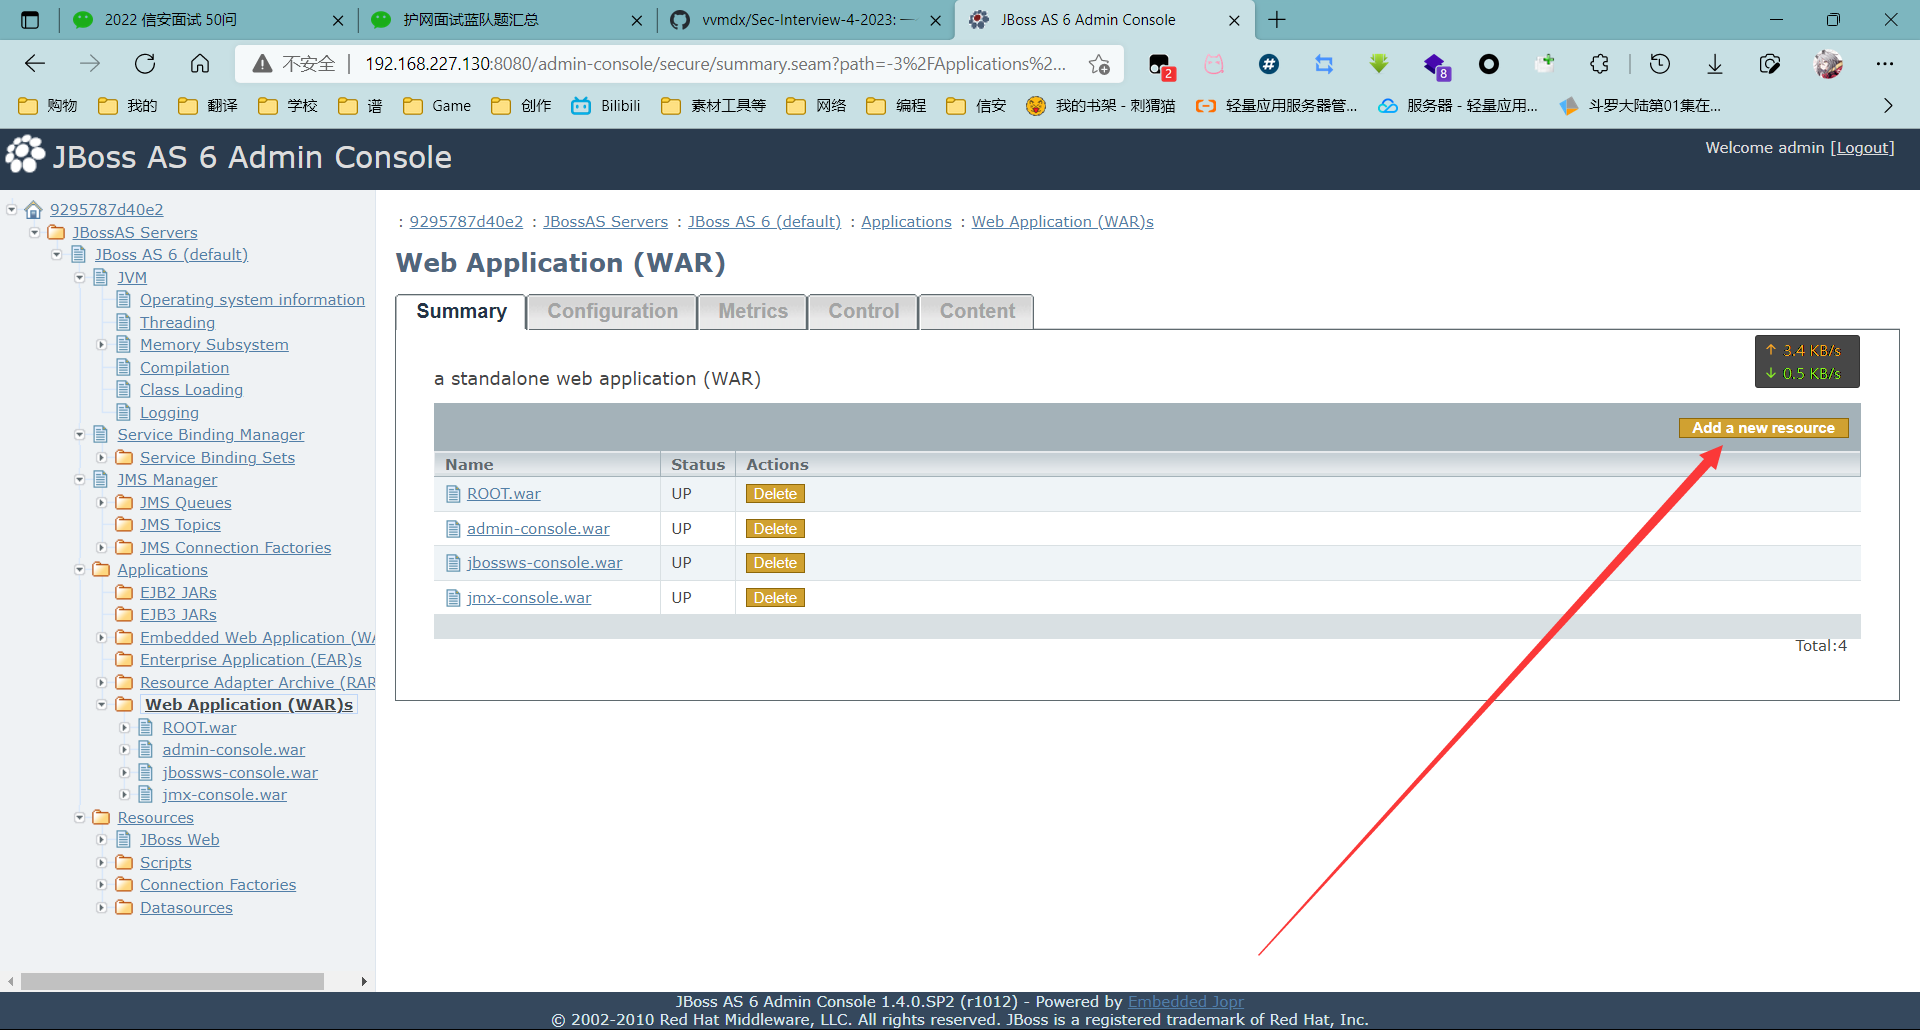 2022 信安面试 50问
护网面试蓝队题汇总
vvmdx/Sec-Interview-4-2023: 一
JBoss AS 6 Admin Console
不安全
192.168.227.130:8080/admin-console/secure/summary.seam?path=-3%2FApplications%2...
2
8
购物
我的
翻译
学校
谱
Game
创作
Bilibili
素材工具等
网络
编程
信安
我的书架 - 刺猬猫
轻量应用服务器管...
服务器 - 轻量应用...
斗罗大陆第01集在...
JBoss AS 6 Admin Console
Welcome admin [Logout]
9295787d40e2
JBossAS Servers
JBoss AS 6 (default)
JVM
Operating system information
Threading
Memory Subsystem
Compilation
Class Loading
Logging
Service Binding Manager
Service Binding Sets
JMS Manager
JMS Queues
JMS Topics
JMS Connection Factories
Applications
EJB2 JARs
EJB3 JARs
Embedded Web Application (WA
Enterprise Application (EAR)s
Resource Adapter Archive (RAR
Web Application (WAR)s
ROOT.war
admin-console.war
jbossws-console.war
jmx-console.war
Resources
JBoss Web
Scripts
Connection Factories
Datasources
: 9295787d40e2 : JBossAS Servers : JBoss AS 6 (default) : Applications : Web Application (WAR)s
Web Application (WAR)
Summary Configuration Metrics Control Content
↑ 3.4 KB/s
↓ 0.5 KB/s
a standalone web application (WAR)
Add a new resource
Name Status Actions
ROOT.war UP Delete
admin-console.war UP Delete
jbossws-console.war UP Delete
jmx-console.war UP Delete
Total:4
JBoss AS 6 Admin Console 1.4.0.SP2 (r1012) - Powered by Embedded Jopr
© 2002-2010 Red Hat Middleware, LLC. All rights reserved. JBoss is a registered trademark of Red Hat, Inc.